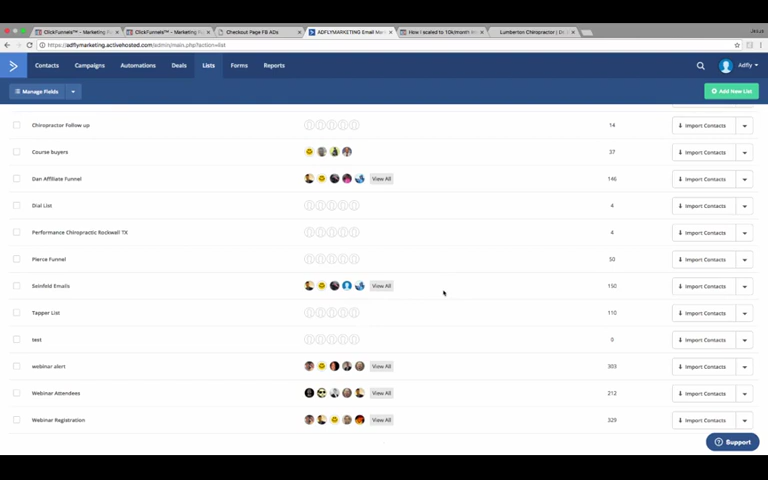 ClickFunnels™ - Marketing Fu
ClickFunnels™ - Marketing Fu
Checkout Page FB ADs
ADFLYMARKETING Email Mark
How I scaled to 10k/month in
Lumberton Chiropractor | Dr.
https://adflymarketing.activehosted.com/admin/main.php?action=list
Contacts Campaigns Automations Deals Lists Forms Reports Adfly
Manage Fields Add New List
Chiropractor Follow up 14 Import Contacts
Course buyers 37 Import Contacts
Dan Affiliate Funnel View All 146 Import Contacts
Dial List 4 Import Contacts
Performance Chiropractic Rockwall TX 4 Import Contacts
Pierce Funnel 50 Import Contacts
Seinfeld Emails View All 150 Import Contacts
Tapper List 110 Import Contacts
test 0 Import Contacts
webinar alert View All 303 Import Contacts
Webinar Attendees View All 212 Import Contacts
Webinar Registration View All 329 Import Contacts
Support